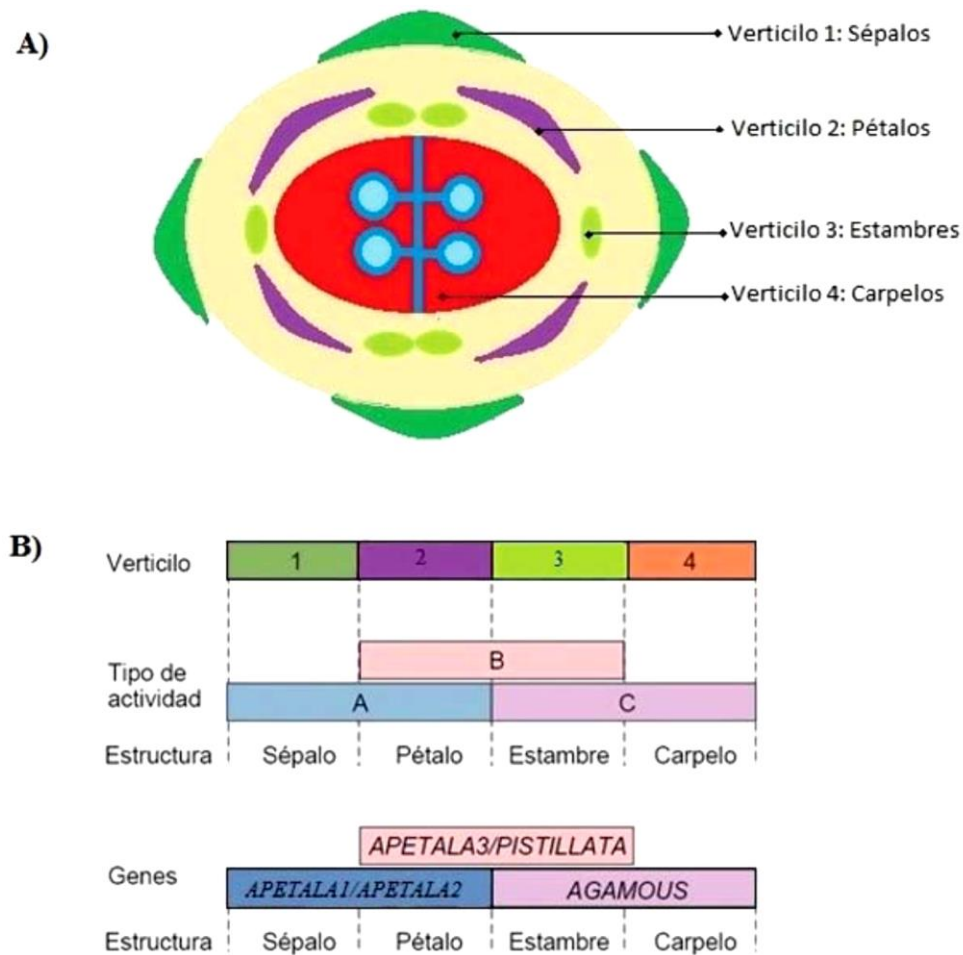 A)
Verticilo 1: Sépalos
Verticilo 2: Pétalos
Verticilo 3: Estambres
Verticilo 4: Carpelos
B)
Verticilo 1 2 3 4
B
Tipo de actividad
A C
Estructura Sépalo Pétalo Estambre Carpelo
APETALA3/PISTILLATA
Genes APETALA1/APETALA2 AGAMOUS
Estructura Sépalo Pétalo Estambre Carpelo